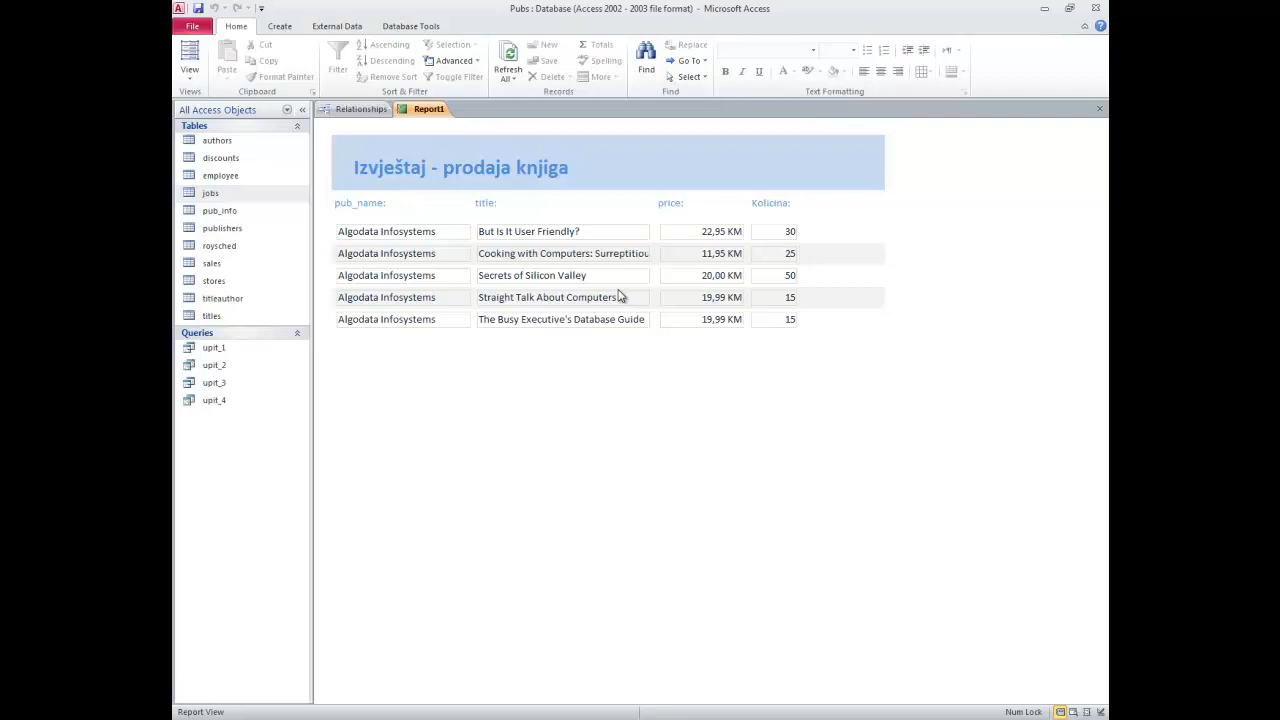 Pubs : Database (Access 2002 - 2003 file format) - Microsoft Access
File Home Create External Data Database Tools
View
Views
Paste
Cut
Copy
Format Painter
Clipboard
Filter
Ascending
Descending
Remove Sort
Selection
Advanced
Toggle Filter
Sort & Filter
Refresh
All
New
Save
Delete
Totals
Spelling
More
Records
Find
Replace
Go To
Select
Find
B I U A
Text Formatting
All Access Objects
Relationships Report1
Tables
authors
discounts
employee
jobs
pub_info
publishers
roysched
sales
stores
titleauthor
titles
Queries
upit_1
upit_2
upit_3
upit_4
Izvještaj - prodaja knjiga
pub_name: title: price: Kolicina:
Algodata Infosystems But Is It User Friendly? 22,95 KM 30
Algodata Infosystems Cooking with Computers: Surreptitiou 11,95 KM 25
Algodata Infosystems Secrets of Silicon Valley 20,00 KM 50
Algodata Infosystems Straight Talk About Computers 19,99 KM 15
Algodata Infosystems The Busy Executive's Database Guide 19,99 KM 15
Report View
Num Lock